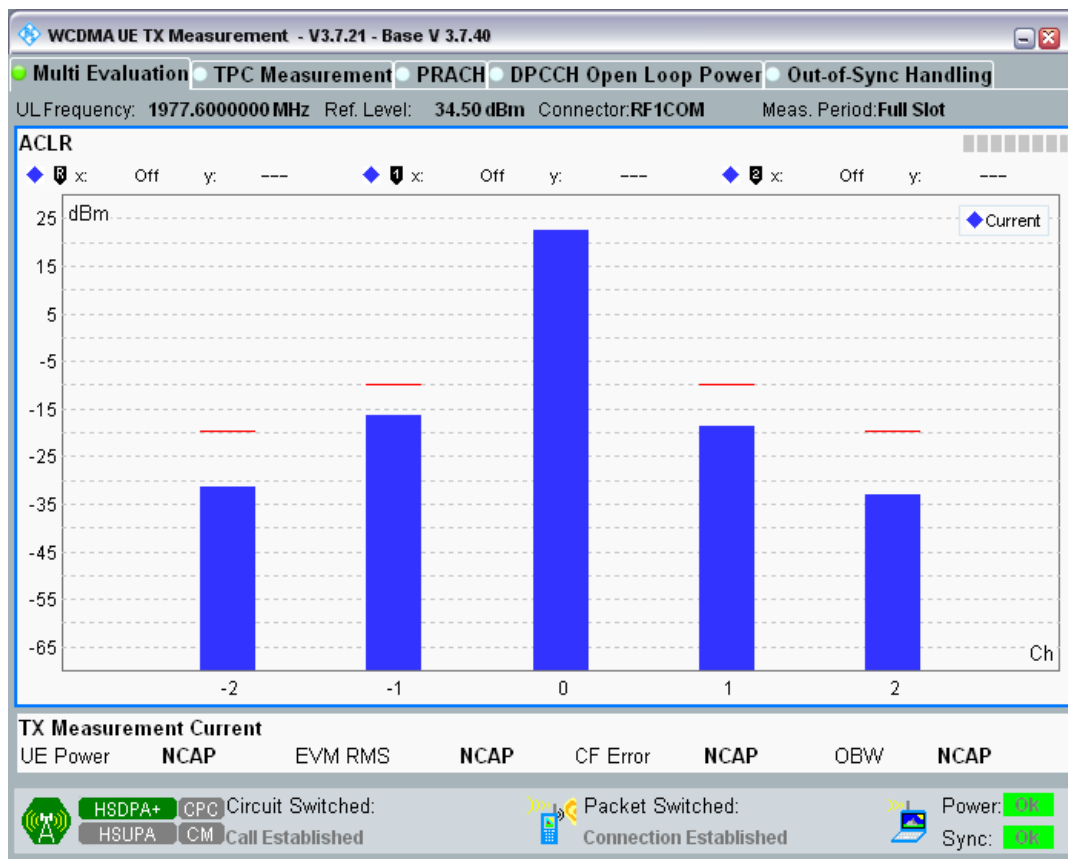 WCDMA UE TX Measurement - V3.7.21 - Base V 3.7.40
Multi Evaluation TPC Measurement PRACH DPCCH Open Loop Power Out-of-Sync Handling
UL Frequency: 1977.6000000 MHz Ref. Level: 34.50 dBm Connector: RF1COM Meas. Period: Full Slot
ACLR
R x: Off y: --- 1 x: Off y: --- 2 x: Off y: ---
25 dBm
Current
15
5
-5
-15
-25
-35
-45
-55
-65
Ch
-2 -1 0 1 2
TX Measurement Current
UE Power NCAP EVM RMS NCAP CF Error NCAP OBW NCAP
HSDPA+ CPC Circuit Switched: Packet Switched: Power: OK
HSUPA CM Call Established Connection Established Sync: OK